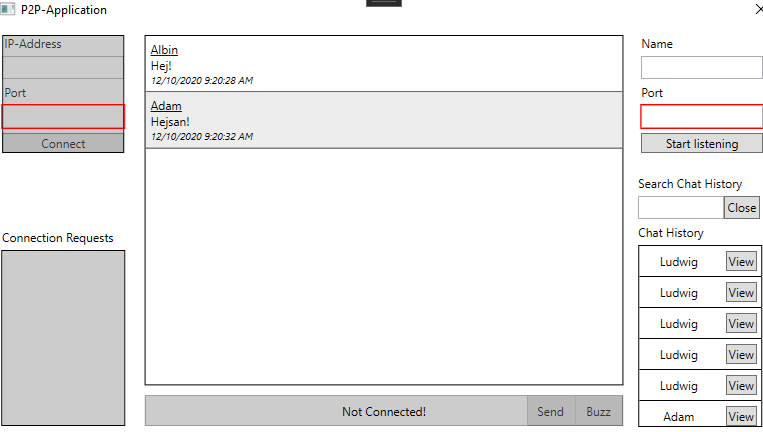 P2P-Application
IP-Address
Port
Connect
Connection Requests
Albin
Hej!
12/10/2020 9:20:28 AM
Adam
Hejsan!
12/10/2020 9:20:32 AM
Not Connected!
Send
Buzz
Name
Port
Start listening
Search Chat History
Close
Chat History
Ludwig View
Ludwig View
Ludwig View
Ludwig View
Ludwig View
Adam View